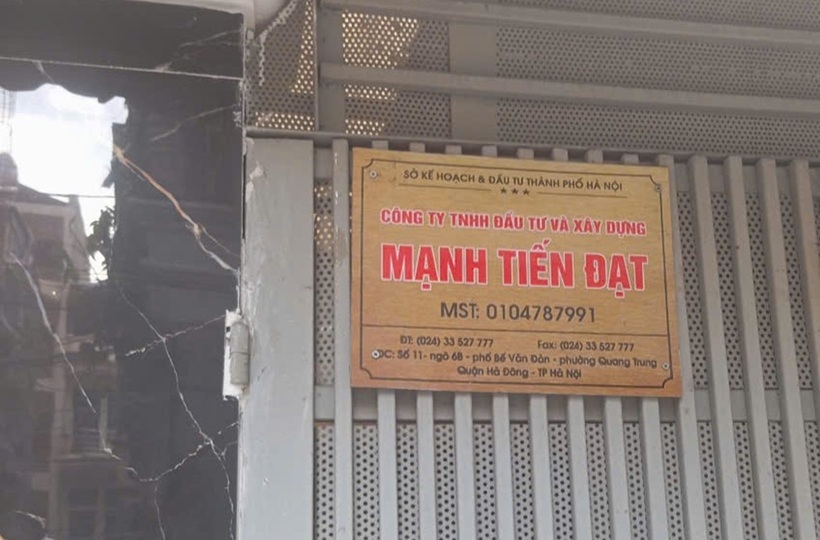 SỞ KẾ HOẠCH & ĐẦU TƯ THÀNH PHỐ HÀ NỘI
★★★
CÔNG TY TNHH ĐẦU TƯ VÀ XÂY DỰNG
MẠNH TIẾN ĐẠT
MST: 0104787991
ĐT: (024) 33 527 777 Fax: (024) 33 527 777
ĐC: Số 11- ngõ 6B - phố Bế Văn Đàn - phường Quang Trung
Quận Hà Đông - TP Hà Nội